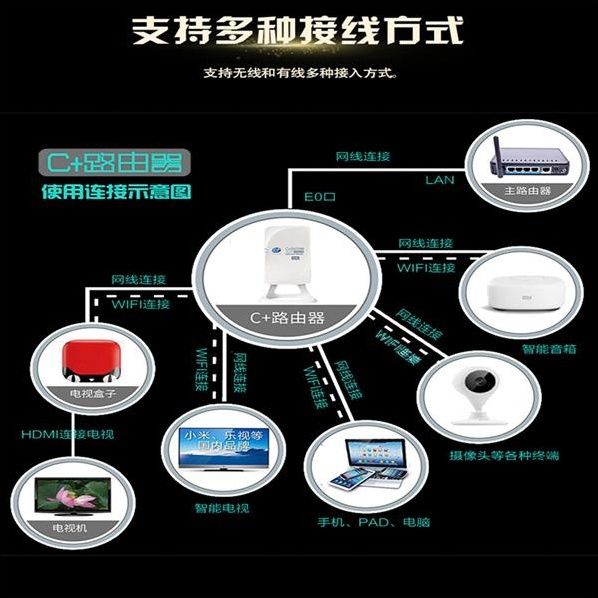 支持多种接线方式
支持无线和有线多种接入方式。
C+路由器
使用连接示意图
网线连接
LAN
E0口
主路由器
网线连接
WIFI连接
智能音箱
C+路由器
网线连接
WIFI连接
电视盒子
HDMI连接电视
电视机
网线连接
WIFI连接
小米、乐视等
国内品牌
智能电视
网线连接
WIFI连接
手机、PAD、电脑
网线连接
WIFI连接
摄像头等各种终端